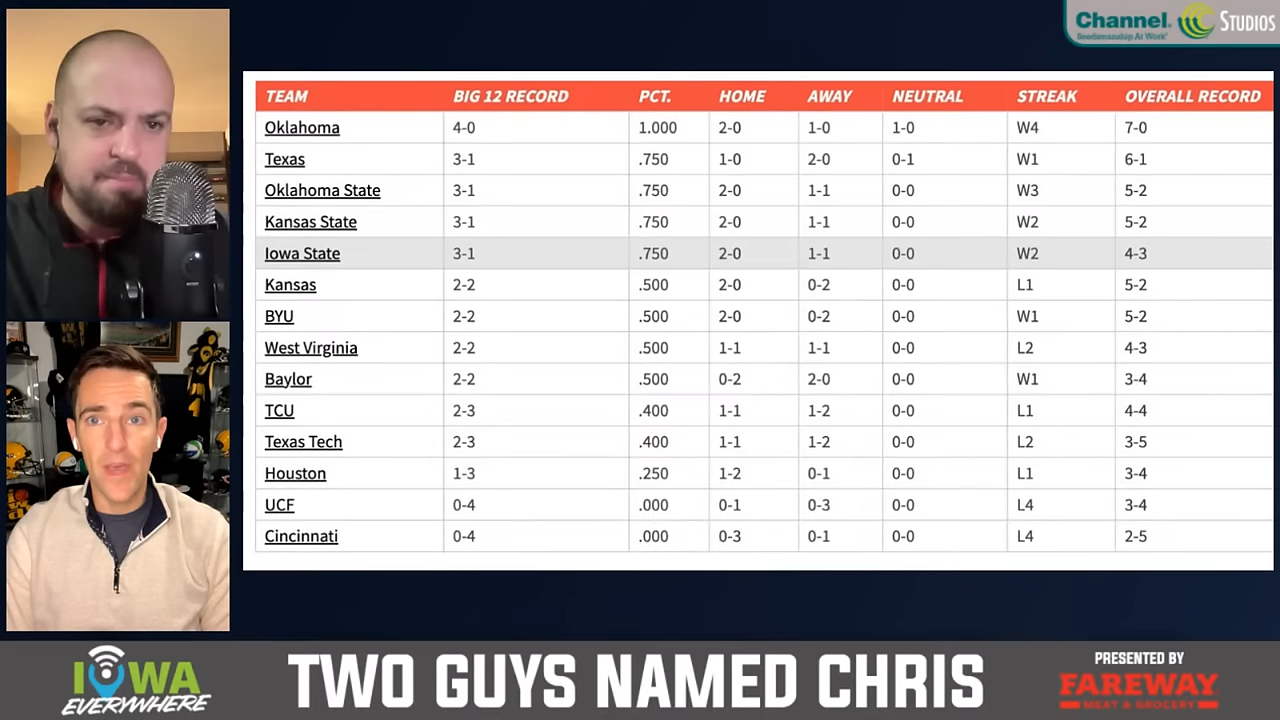 Channel. STUDIOS
Seedsmanship At Work
TEAM BIG 12 RECORD PCT. HOME AWAY NEUTRAL STREAK OVERALL RECORD
Oklahoma 4-0 1.000 2-0 1-0 1-0 W4 7-0
Texas 3-1 .750 1-0 2-0 0-1 W1 6-1
Oklahoma State 3-1 .750 2-0 1-1 0-0 W3 5-2
Kansas State 3-1 .750 2-0 1-1 0-0 W2 5-2
Iowa State 3-1 .750 2-0 1-1 0-0 W2 4-3
Kansas 2-2 .500 2-0 0-2 0-0 L1 5-2
BYU 2-2 .500 2-0 0-2 0-0 W1 5-2
West Virginia 2-2 .500 1-1 1-1 0-0 L2 4-3
Baylor 2-2 .500 0-2 2-0 0-0 W1 3-4
TCU 2-3 .400 1-1 1-2 0-0 L1 4-4
Texas Tech 2-3 .400 1-1 1-2 0-0 L2 3-5
Houston 1-3 .250 1-2 0-1 0-0 L1 3-4
UCF 0-4 .000 0-1 0-3 0-0 L4 3-4
Cincinnati 0-4 .000 0-3 0-1 0-0 L4 2-5
IOWA
EVERYWHERE
TWO GUYS NAMED CHRIS
PRESENTED BY
FAREWAY
MEAT & GROCERY